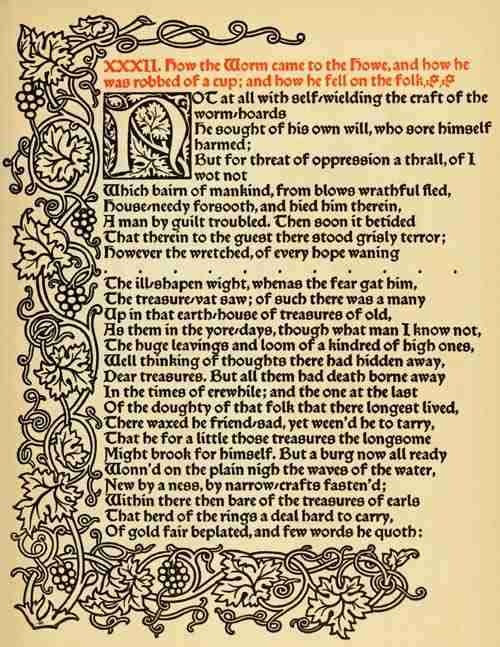 XXXII. How the Worm came to the Howe, and how he
was robbed of a cup; and how he fell on the folk
NOT at all with self-wielding the craft of the
worm-hoards
He sought of his own will, who sore himself
harmed;
But for threat of oppression a thrall, of I
wot not
Which bairn of mankind, from blows wrathful fled,
House-needy forsooth, and hied him therein,
A man by guilt troubled. Then soon it betided
That therein to the guest there stood grisly terror;
However the wretched, of every hope waning
. . . . . . . . . . .
The ill-shapen wight, whenas the fear gat him,
The treasure-vat saw; of such there was a many
Up in that earth-house of treasures of old,
As them in the yore-days, though what man I know not,
The huge leavings and loom of a kindred of high ones,
Well thinking of thoughts there had hidden away,
Dear treasures. But all them had death borne away
In the times of erewhile; and the one at the last
Of the doughty of that folk that there longest lived,
There waxed he friend-sad, yet ween'd he to tarry,
That he for a little those treasures the longsome
Might brook for himself. But a burg now all ready
Wonn'd on the plain nigh the waves of the water,
New by a ness, by narrow-crafts fasten'd;
Within there then bare of the treasures of earls
That herd of the rings a deal hard to carry,
Of gold fair beplated, and few words he quoth: